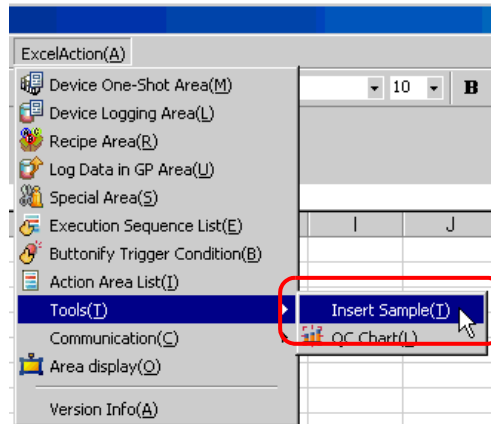 ExcelAction(A)
Device One-Shot Area(M)
10 B
Device Logging Area(L)
Recipe Area(R)
Log Data in GP Area(U)
Special Area(S)
Execution Sequence List(E)
I J
Buttonify Trigger Condition(B)
Action Area List(I)
Tools(T)
Insert Sample(T)
Communication(C)
QC Chart(L)
Area display(O)
Version Info(A)